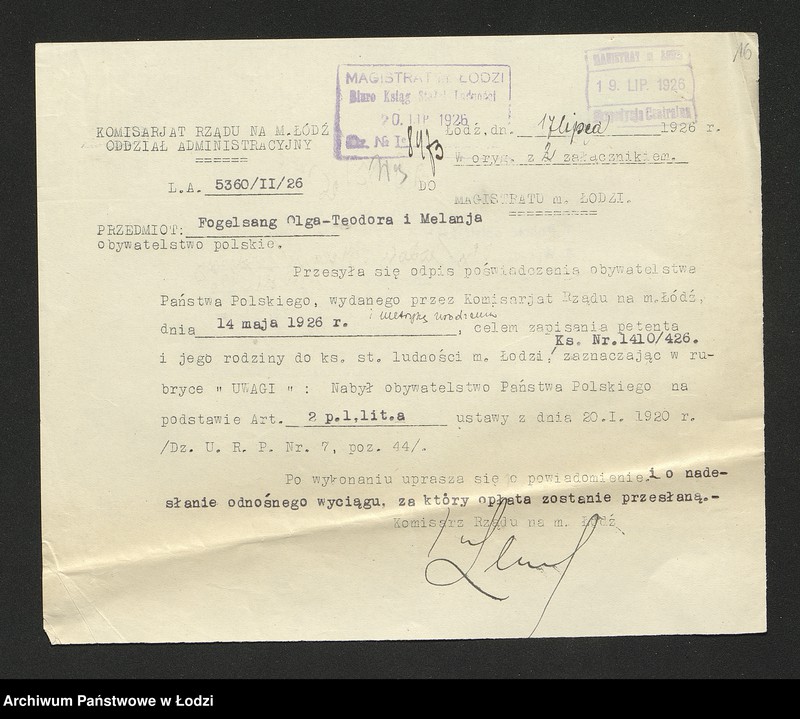 16
MAGISTRAT m. ŁODZI
Biuro Ksiąg Stałej Ludności
20. LIP. 1926
8473
MAGISTRAT m. ŁODZI
19. LIP. 1926
Centralna
KOMISARJAT RZĄDU NA M.ŁÓDŹ
ODDZIAŁ ADMINISTRACYJNY
======
Łódź, dn. 17 lipca 1926 r.
W oryg. z 2 załącznikiem.
L.A. 5360/II/26
DO
MAGISTRATU m. ŁODZI.
==========
PRZEDMIOT: Fogelsang Olga-Teodora i Melanja
obywatelstwo polskie.
Przesyła się odpis poświadczenia obywatelstwa
Państwa Polskiego, wydanego przez Komisarjat Rządu na m.Łódź,
i metrykę urodzenia
dnia 14 maja 1926 r. , celem zapisania petenta
Ks. Nr.1410/426.
i jego rodziny do ks. st. ludności m. Łodzi, zaznaczając w ru-
bryce " UWAGI " : Nabył obywatelstwo Państwa Polskiego na
podstawie Art. 2 p.1,lit.a ustawy z dnia 20.I. 1920 r.
/Dz. U. R. P. Nr. 7, poz. 44/.
Po wykonaniu uprasza się o powiadomienie i o nade-
słanie odnośnego wyciągu, za który opłata zostanie przesłaną.-
Komisarz Rządu na m. Łódź
Archiwum Państwowe w Łodzi